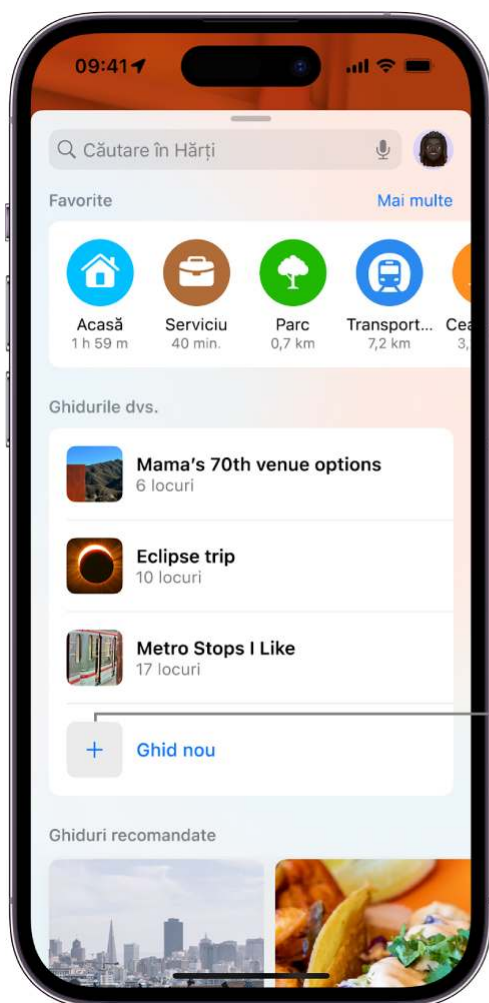 09:41
Căutare în Hărți
Favorite
Mai multe
Acasă
Serviciu
Parc
Transport...
1 h 59 m
40 min.
0,7 km
7,2 km
Ghidurile dvs.
Mama's 70th venue options
6 locuri
Eclipse trip
10 locuri
Metro Stops I Like
17 locuri
Ghid nou
Ghiduri recomandate